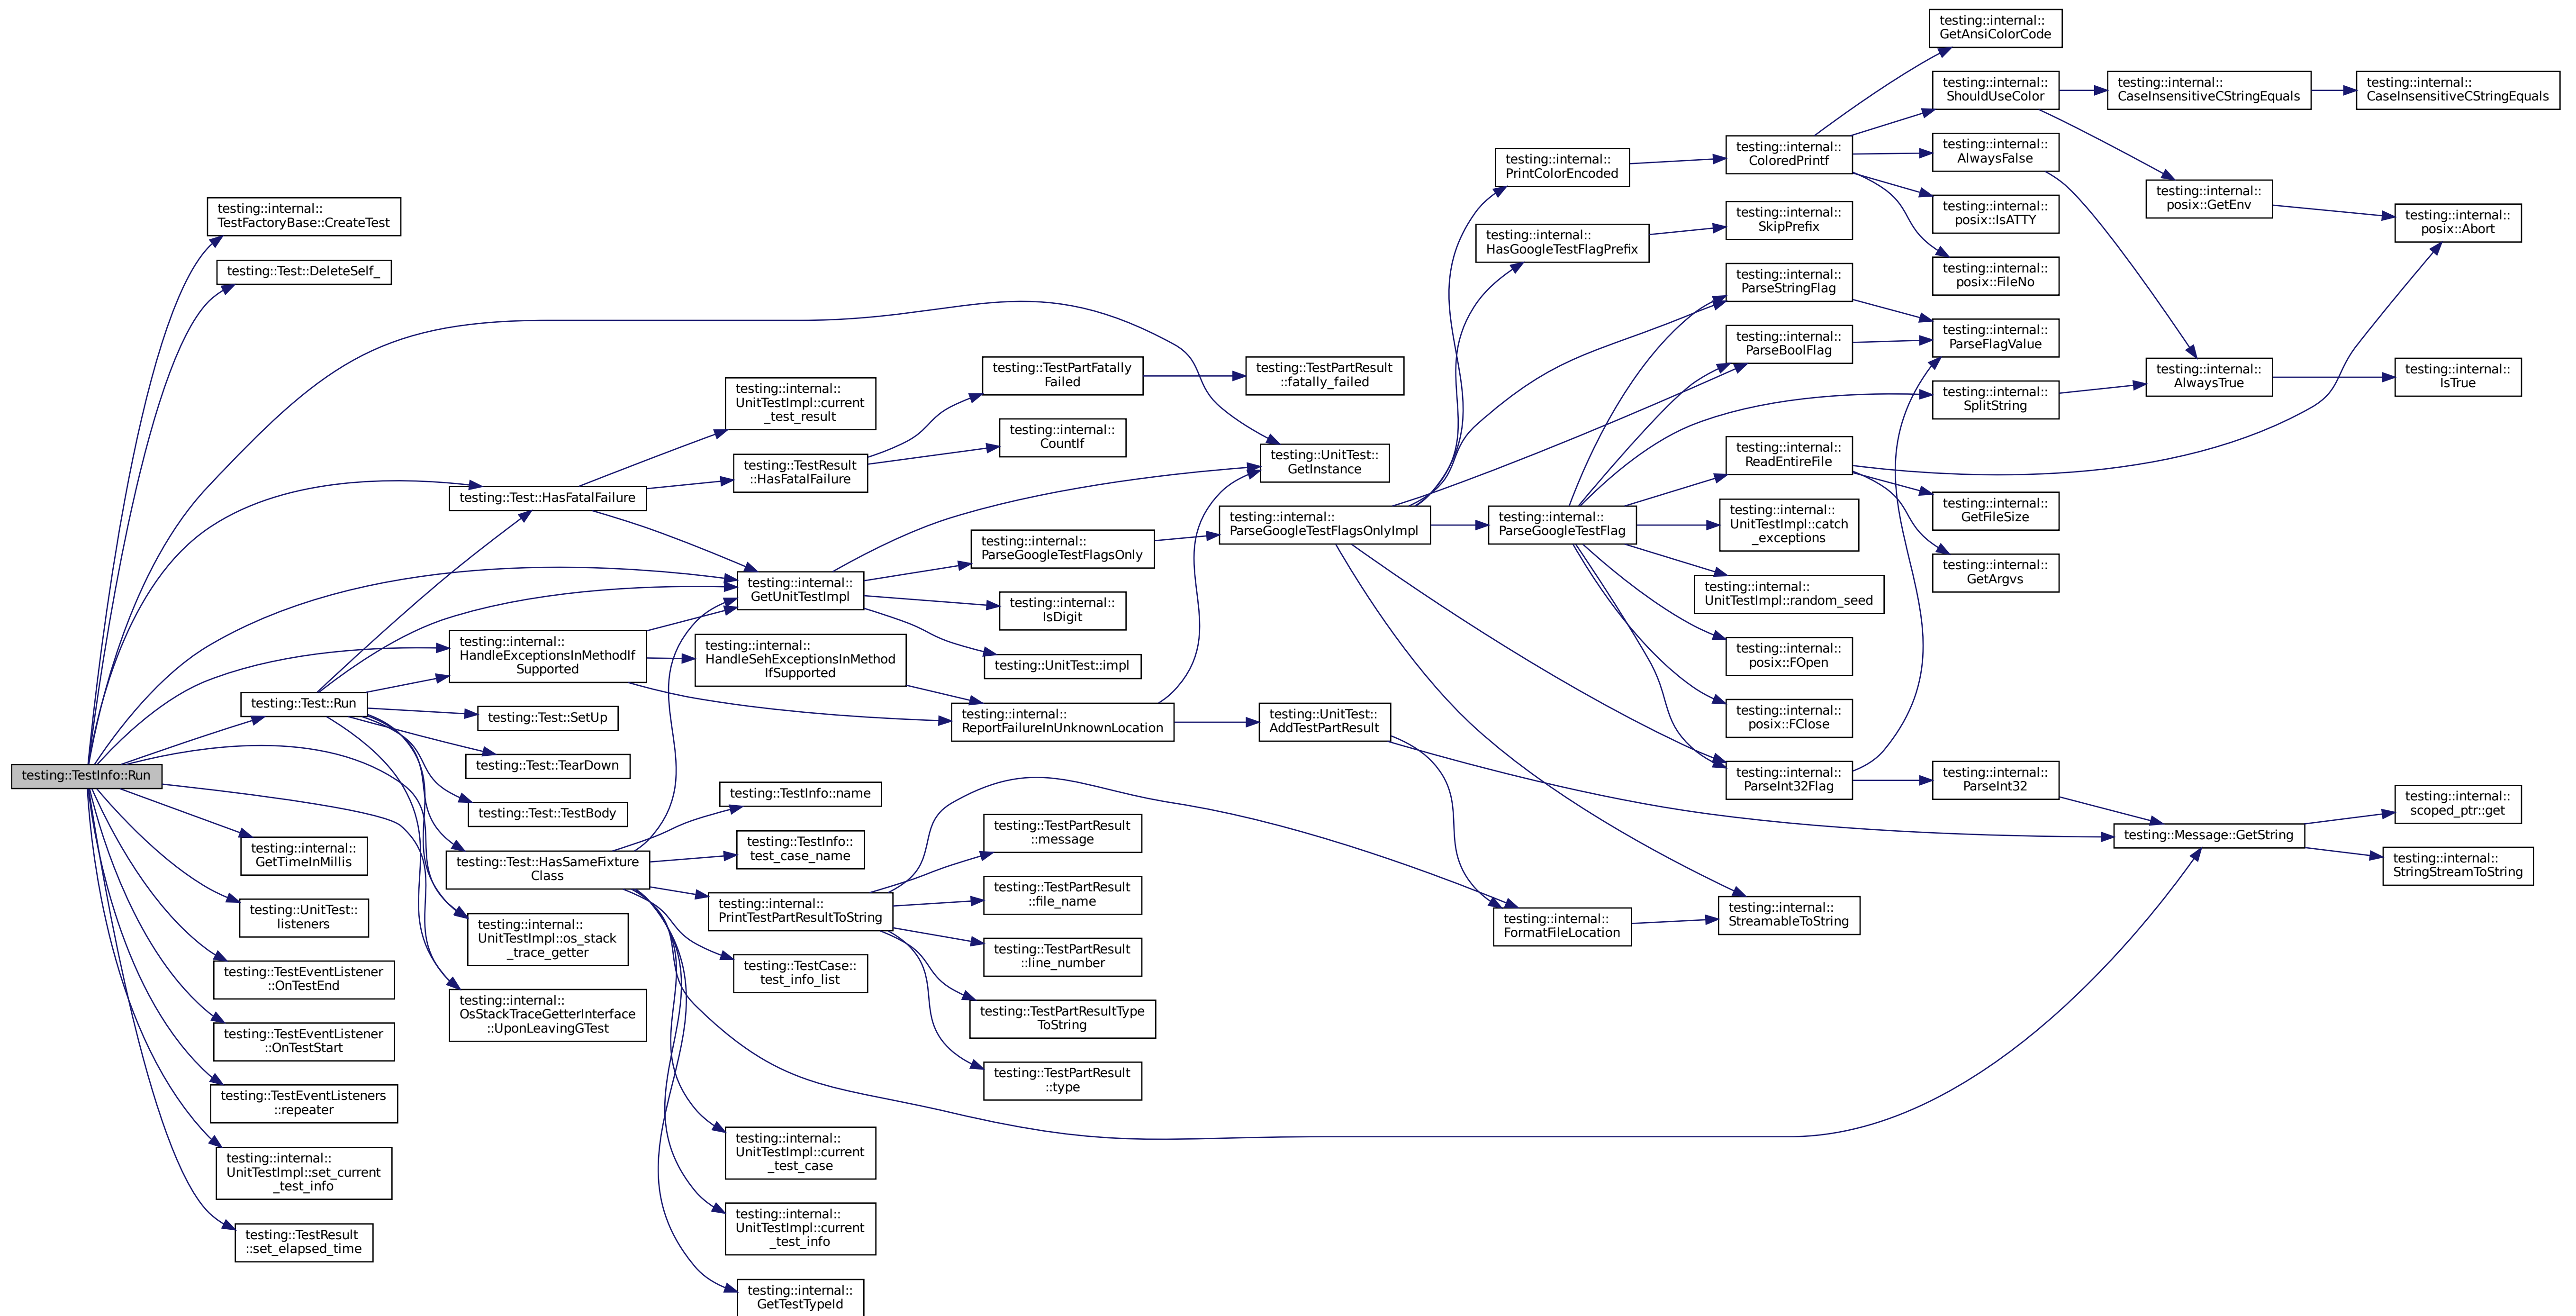 testing::TestInfo::Run
testing::internal::
TestFactoryBase::CreateTest
testing::Test::DeleteSelf_
testing::Test::Run
testing::internal::
GetTimeInMillis
testing::UnitTest::
listeners
testing::TestEventListener
::OnTestEnd
testing::TestEventListener
::OnTestStart
testing::TestEventListeners
::repeater
testing::internal::
UnitTestImpl::set_current
_test_info
testing::TestResult
::set_elapsed_time
testing::Test::HasFatalFailure
testing::internal::
HandleExceptionsInMethodIf
Supported
testing::Test::SetUp
testing::Test::TearDown
testing::Test::TestBody
testing::Test::HasSameFixture
Class
testing::internal::
UnitTestImpl::os_stack
_trace_getter
testing::internal::
OsStackTraceGetterInterface
::UponLeavingGTest
testing::internal::
UnitTestImpl::current
_test_result
testing::TestResult
::HasFatalFailure
testing::internal::
GetUnitTestImpl
testing::internal::
HandleSehExceptionsInMethod
IfSupported
testing::TestInfo::name
testing::TestInfo::
test_case_name
testing::internal::
PrintTestPartResultToString
testing::TestCase::
test_info_list
testing::internal::
UnitTestImpl::current
_test_case
testing::internal::
UnitTestImpl::current
_test_info
testing::internal::
GetTestTypeId
testing::TestPartFatally
Failed
testing::internal::
CountIf
testing::internal::
ParseGoogleTestFlagsOnly
testing::internal::
IsDigit
testing::UnitTest::impl
testing::internal::
ReportFailureInUnknownLocation
testing::TestPartResult
::message
testing::TestPartResult
::file_name
testing::TestPartResult
::line_number
testing::TestPartResultType
ToString
testing::TestPartResult
::type
testing::TestPartResult
::fatally_failed
testing::UnitTest::
GetInstance
testing::internal::
ParseGoogleTestFlagsOnlyImpl
testing::UnitTest::
AddTestPartResult
testing::internal::
PrintColorEncoded
testing::internal::
HasGoogleTestFlagPrefix
testing::internal::
ParseGoogleTestFlag
testing::internal::
FormatFileLocation
testing::internal::
ColoredPrintf
testing::internal::
SkipPrefix
testing::internal::
ParseStringFlag
testing::internal::
ParseBoolFlag
testing::internal::
ReadEntireFile
testing::internal::
UnitTestImpl::catch
_exceptions
testing::internal::
UnitTestImpl::random_seed
testing::internal::
posix::FOpen
testing::internal::
posix::FClose
testing::internal::
ParseInt32Flag
testing::internal::
StreamableToString
testing::internal::
GetAnsiColorCode
testing::internal::
ShouldUseColor
testing::internal::
AlwaysFalse
testing::internal::
posix::IsATTY
testing::internal::
posix::FileNo
testing::internal::
ParseFlagValue
testing::internal::
SplitString
testing::internal::
GetFileSize
testing::internal::
GetArgvs
testing::internal::
ParseInt32
testing::internal::
CaseInsensitiveCStringEquals
testing::internal::
posix::GetEnv
testing::internal::
AlwaysTrue
testing::Message::GetString
testing::internal::
CaseInsensitiveCStringEquals
testing::internal::
posix::Abort
testing::internal::
IsTrue
testing::internal::
scoped_ptr::get
testing::internal::
StringStreamToString